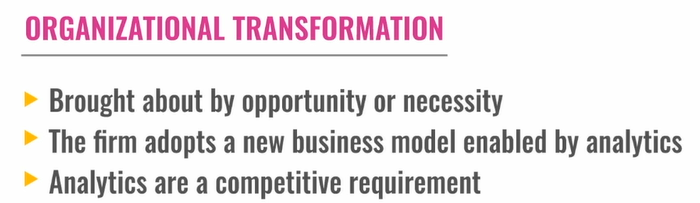 ORGANIZATIONAL TRANSFORMATION
Brought about by opportunity or necessity
The firm adopts a new business model enabled by analytics
Analytics are a competitive requirement